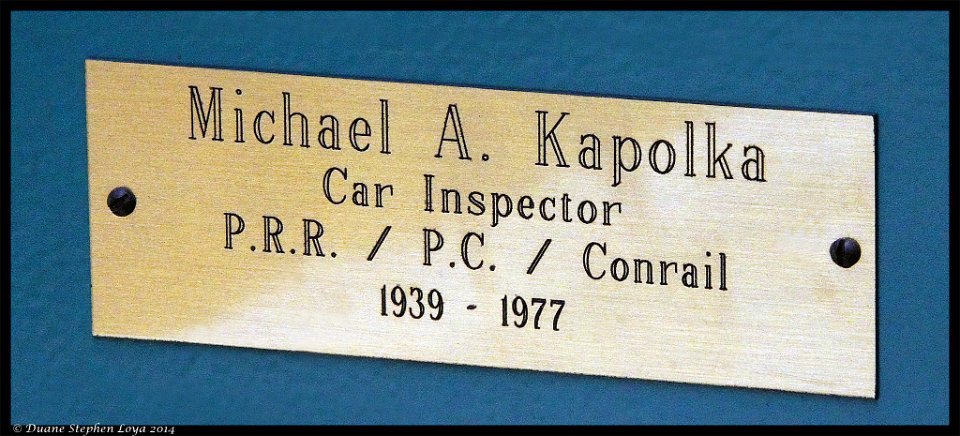 Michael A. Kapolka
Car Inspector
P.R.R. / P.C. / Conrail
1939 - 1977
© Duane Stephen Loya 2014